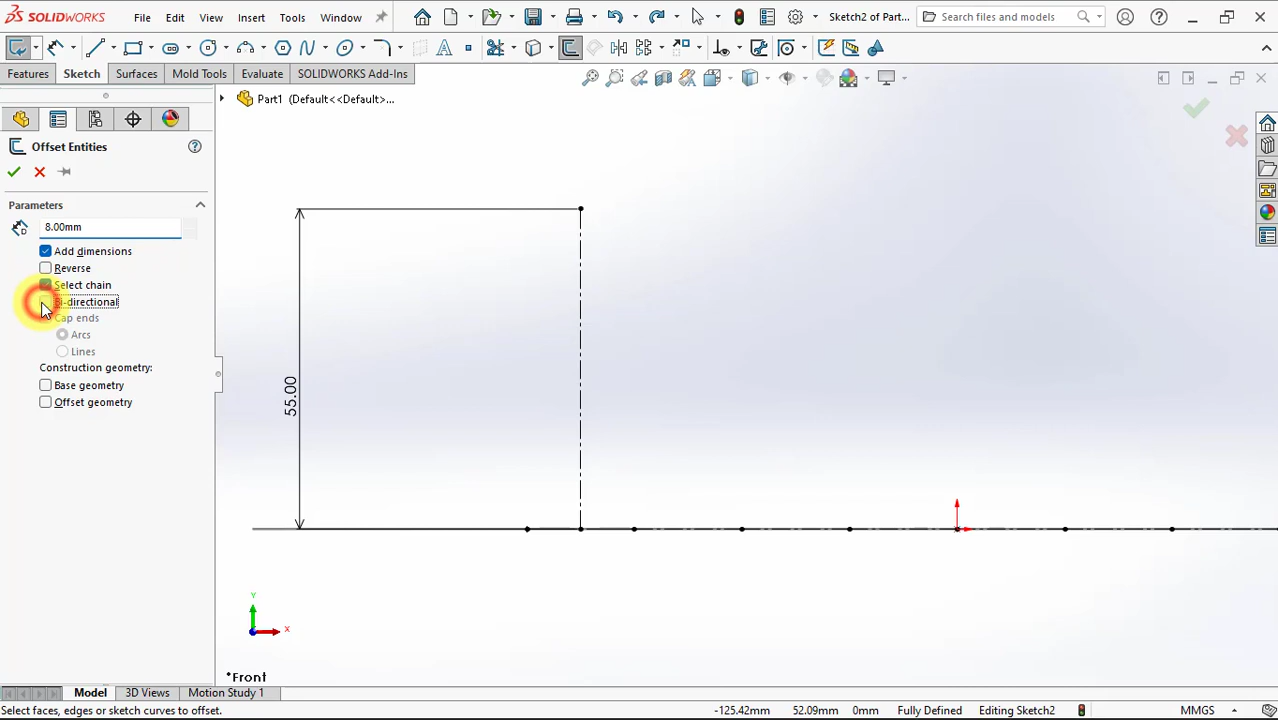 SOLIDWORKS File Edit View Insert Tools Window Sketch2 of Part... Search files and models
Features Sketch Surfaces Mold Tools Evaluate SOLIDWORKS Add-Ins
Part1 (Default<<Default>...
Offset Entities
Parameters
8.00mm
Add dimensions
Reverse
Select chain
Bi-directional
Cap ends
Arcs
Lines
Construction geometry:
Base geometry
Offset geometry
55.00
Y
X
*Front
Model 3D Views Motion Study 1
Select faces, edges or sketch curves to offset. -125.42mm 52.09mm 0mm Fully Defined Editing Sketch2 MMGS